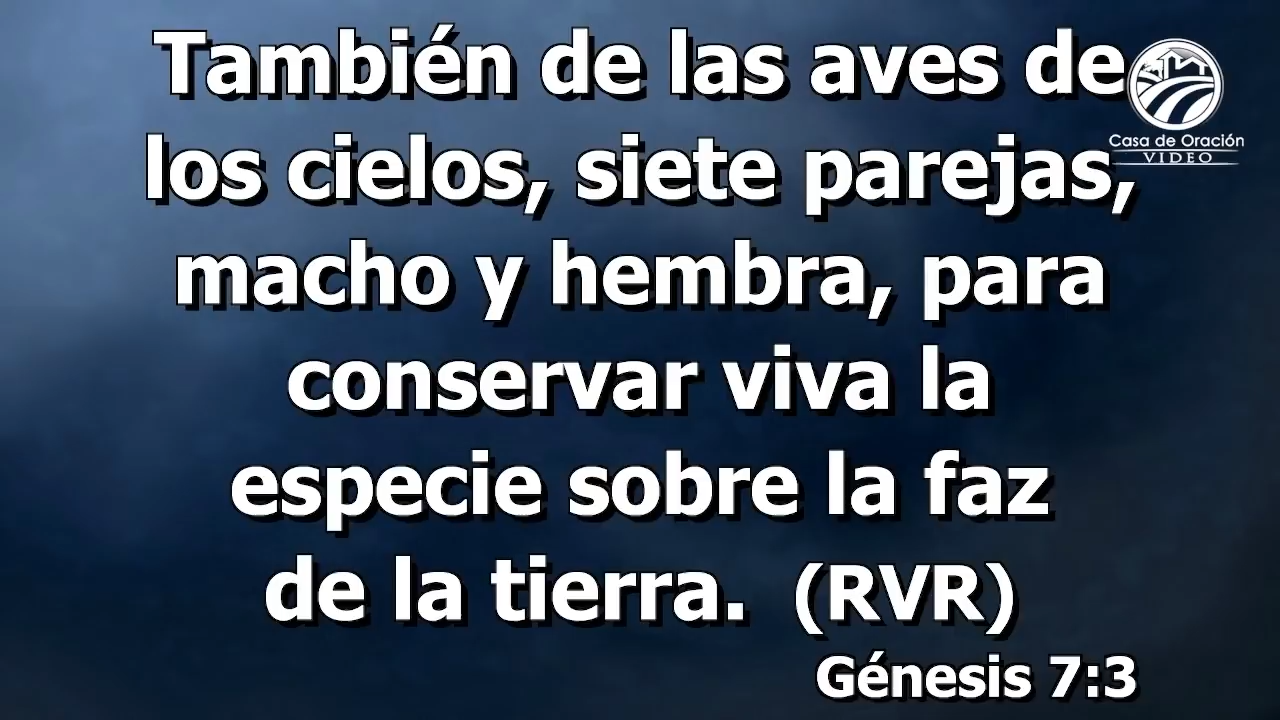 También de las aves de
los cielos, siete parejas,
macho y hembra, para
conservar viva la
especie sobre la faz
de la tierra.  (RVR)
Génesis 7:3
Casa de Oración
VIDEO